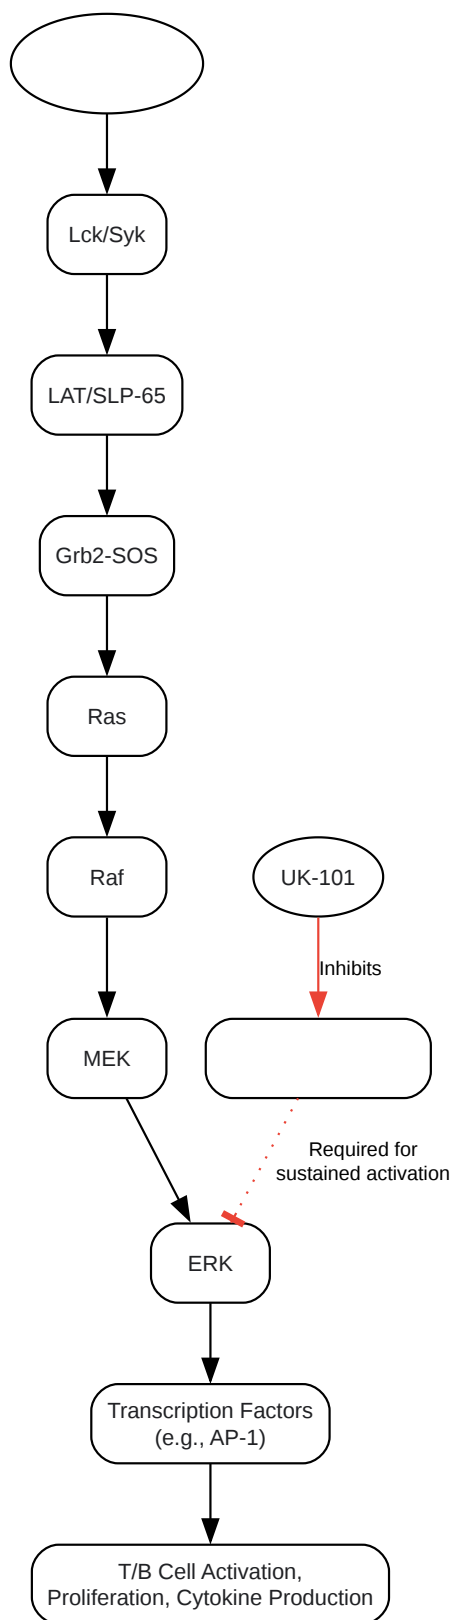 Lck/Syk
LAT/SLP-65
Grb2-SOS
Ras
Raf
UK-101
Inhibits
MEK
Required for
sustained activation
ERK
Transcription Factors
(e.g., AP-1)
T/B Cell Activation,
Proliferation, Cytokine Production